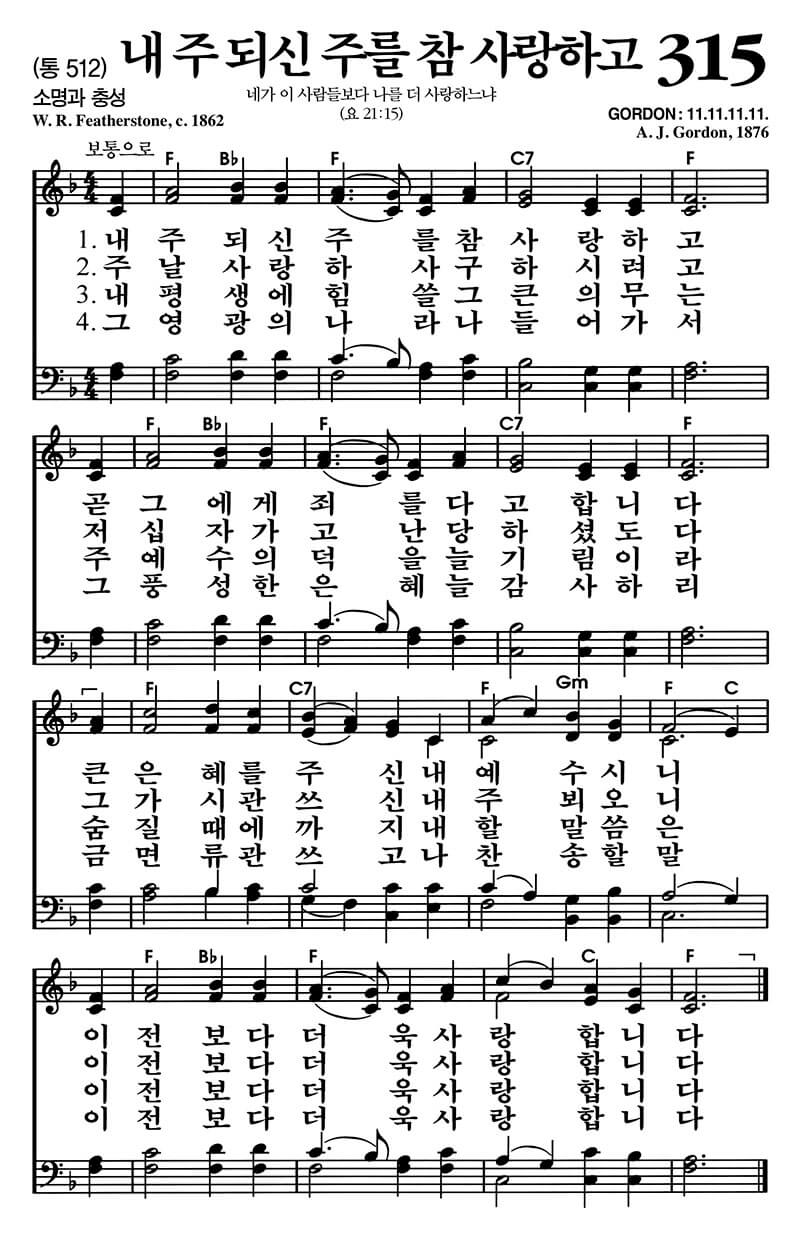 (통 512) 내 주 되신 주를 참 사랑하고 315
소명과 충성 네가 이 사람들보다 나를 더 사랑하느냐
W. R. Featherstone, c. 1862 (요 21:15) GORDON : 11.11.11.11.
A. J. Gordon, 1876
보통으로
F B♭ F C7 F
4 4
1. 내 주 되 신 주 를 참 사 랑 하 고
2. 주 날 사 랑 하 사 구 하 시 려 고
3. 내 평 생 에 힘 쓸 그 큰 의 무 는
4. 그 영 광 의 나 라 나 들 어 가 서
4 4
F B♭ F C7 F
곧 그 에 게 죄 를 다 고 합 니 다
저 십 자 가 고 난 당 하 셨 도 다
주 예 수 의 덕 을 늘 기 림 이 라
그 풍 성 한 은 혜 늘 감 사 하 리
F C7 F Gm F C
큰 은 혜 를 주 신 내 예 수 시 니
그 가 시 관 쓰 신 내 주 뵈 오 니
숨 질 때 에 까 지 내 할 말 씀 은
금 면 류 관 쓰 고 나 찬 송 할 말
F B♭ F C F
이 전 보 다 더 욱 사 랑 합 니 다
이 전 보 다 더 욱 사 랑 합 니 다
이 전 보 다 더 욱 사 랑 합 니 다
이 전 보 다 더 욱 사 랑 합 니 다